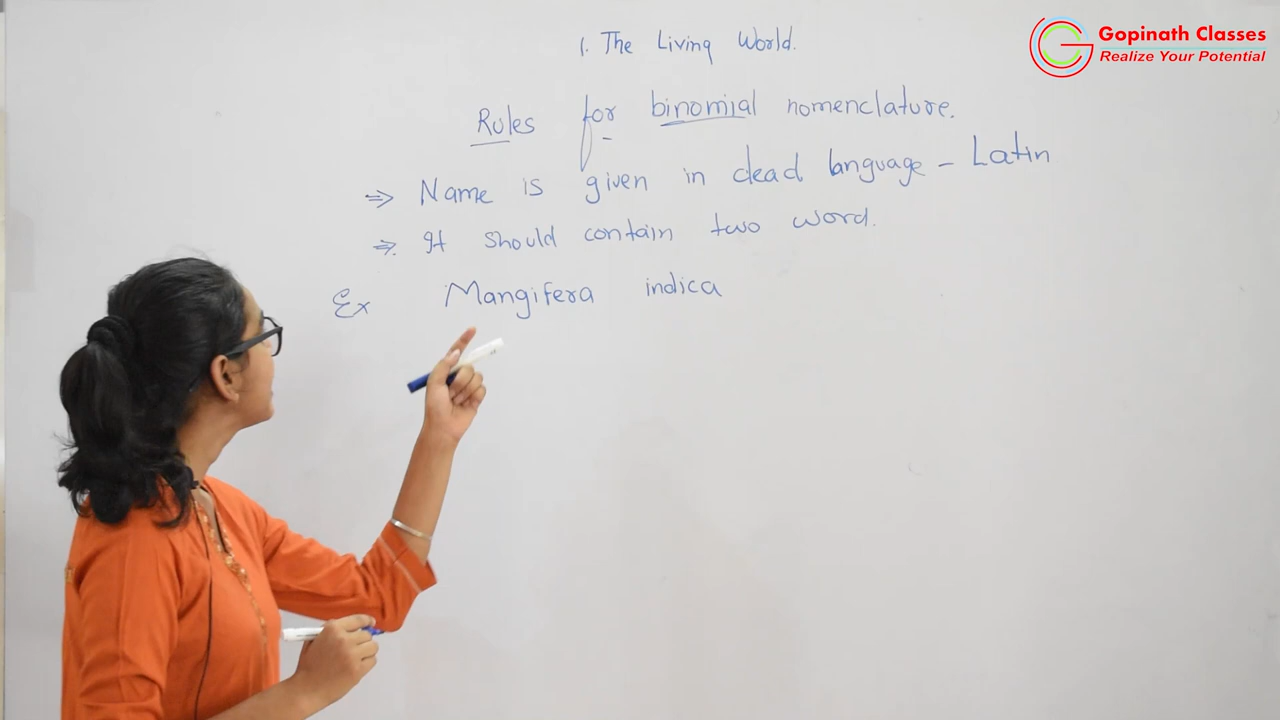 Gopinath Classes
Realize Your Potential
1. The Living World.
Rules for binomial nomenclature.
⇒ Name is given in dead language - Latin
⇒. It should contain two word.
Ex Mangifera indica